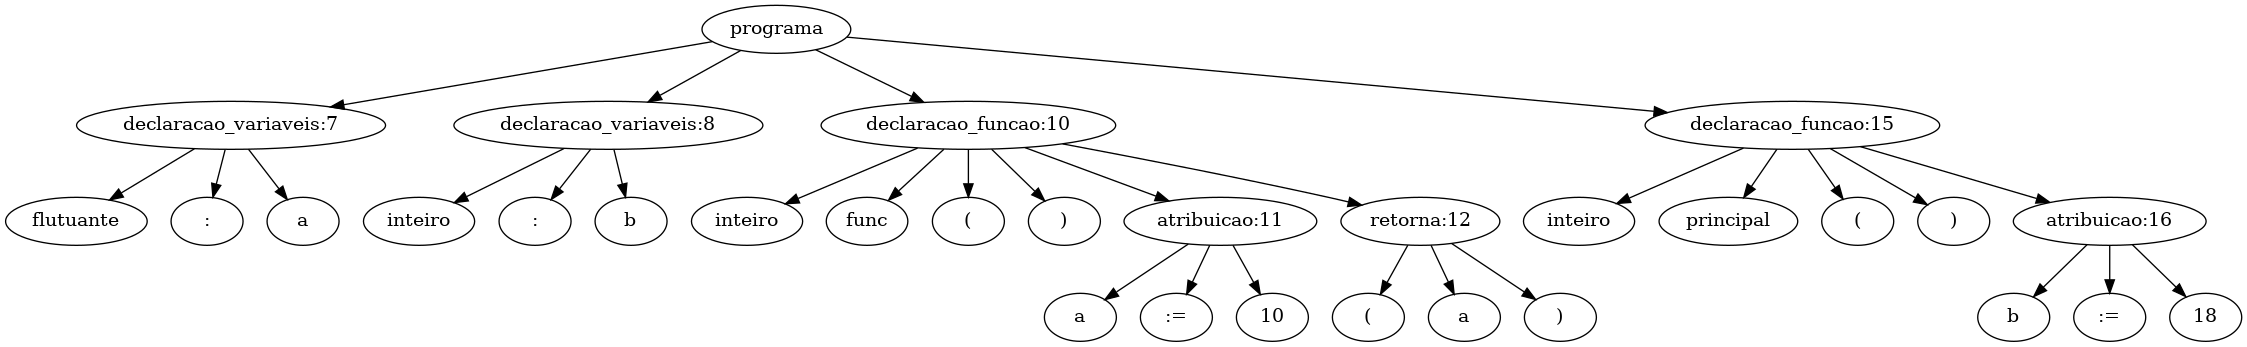 programa
declaracao_variaveis:7
declaracao_variaveis:8
declaracao_funcao:10
declaracao_funcao:15
flutuante
:
a
inteiro
:
b
inteiro
func
(
)
atribuicao:11
retorna:12
inteiro
principal
(
)
atribuicao:16
a
:=
10
(
a
)
b
:=
18